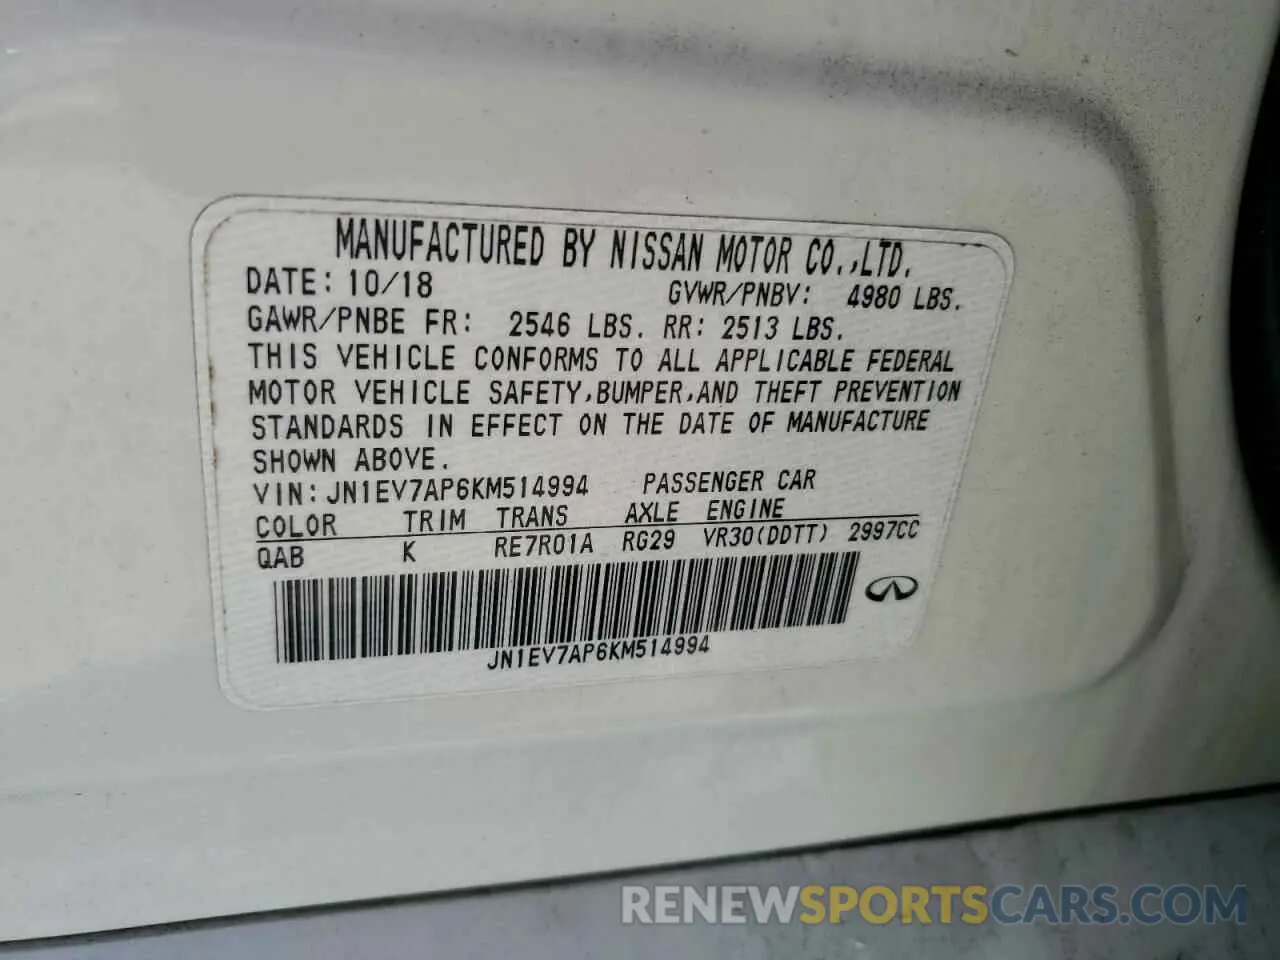 MANUFACTURED BY NISSAN MOTOR CO.,LTD.
DATE: 10/18 GVWR/PNBV: 4980 LBS.
GAWR/PNBE FR: 2546 LBS. RR: 2513 LBS.
THIS VEHICLE CONFORMS TO ALL APPLICABLE FEDERAL
MOTOR VEHICLE SAFETY,BUMPER,AND THEFT PREVENTION
STANDARDS IN EFFECT ON THE DATE OF MANUFACTURE
SHOWN ABOVE.
VIN: JN1EV7AP6KM514994 PASSENGER CAR
COLOR TRIM TRANS AXLE ENGINE
QAB K RE7R01A RG29 VR30(DDTT) 2997CC
JN1EV7AP6KM514994
RENEWSPORTSCARS.COM